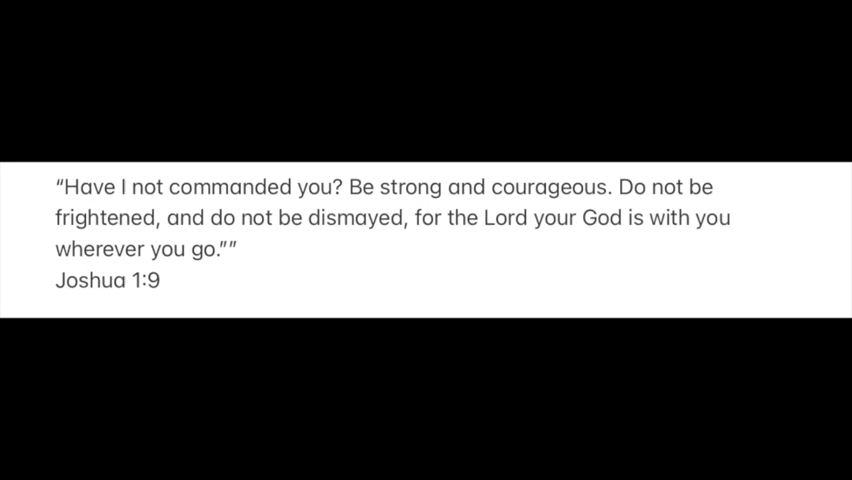 “Have I not commanded you? Be strong and courageous. Do not be
frightened, and do not be dismayed, for the Lord your God is with you
wherever you go.””
Joshua 1:9